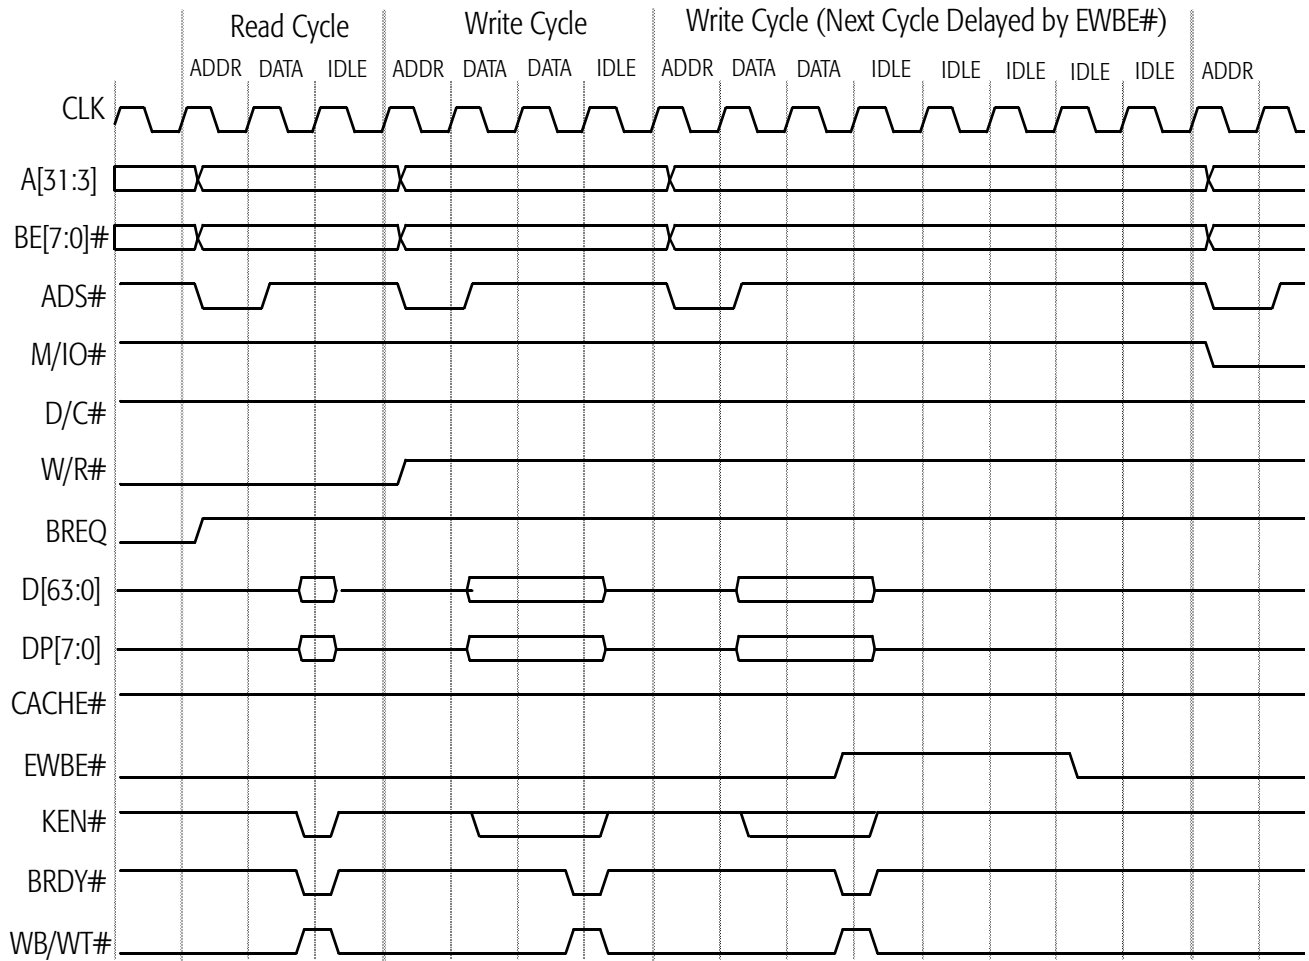 Read Cycle Write Cycle Write Cycle (Next Cycle Delayed by EWBE#)
ADDR DATA IDLE ADDR DATA DATA IDLE ADDR DATA DATA IDLE IDLE IDLE IDLE IDLE ADDR
CLK
A[31:3]
BE[7:0]#
ADS#
M/IO#
D/C#
W/R#
BREQ
D[63:0]
DP[7:0]
CACHE#
EWBE#
KEN#
BRDY#
WB/WT#